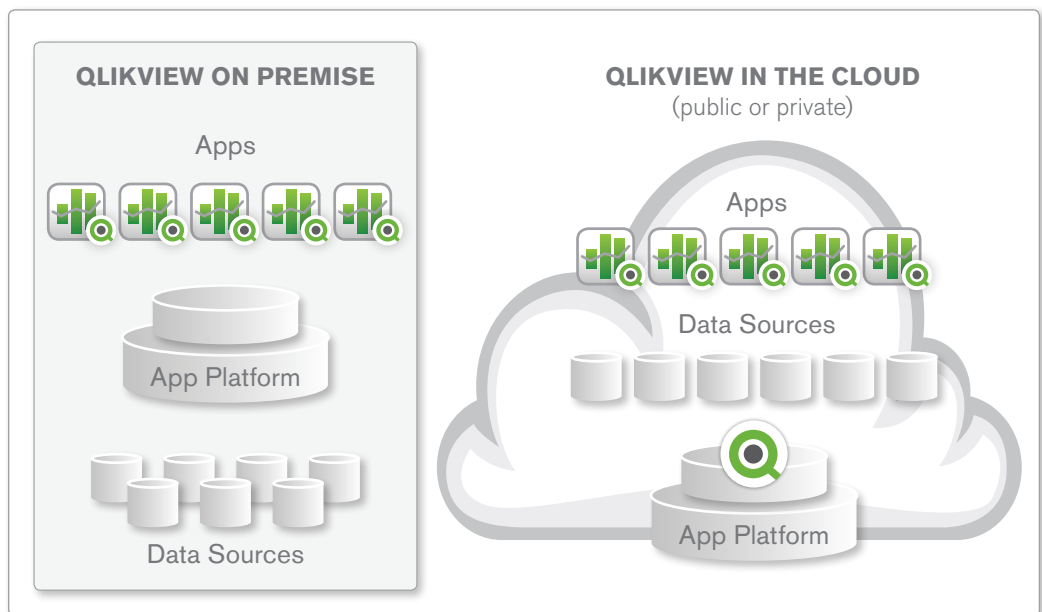 QLIKVIEW ON PREMISE
Apps
App Platform
Data Sources
QLIKVIEW IN THE CLOUD
(public or private)
Apps
Data Sources
App Platform